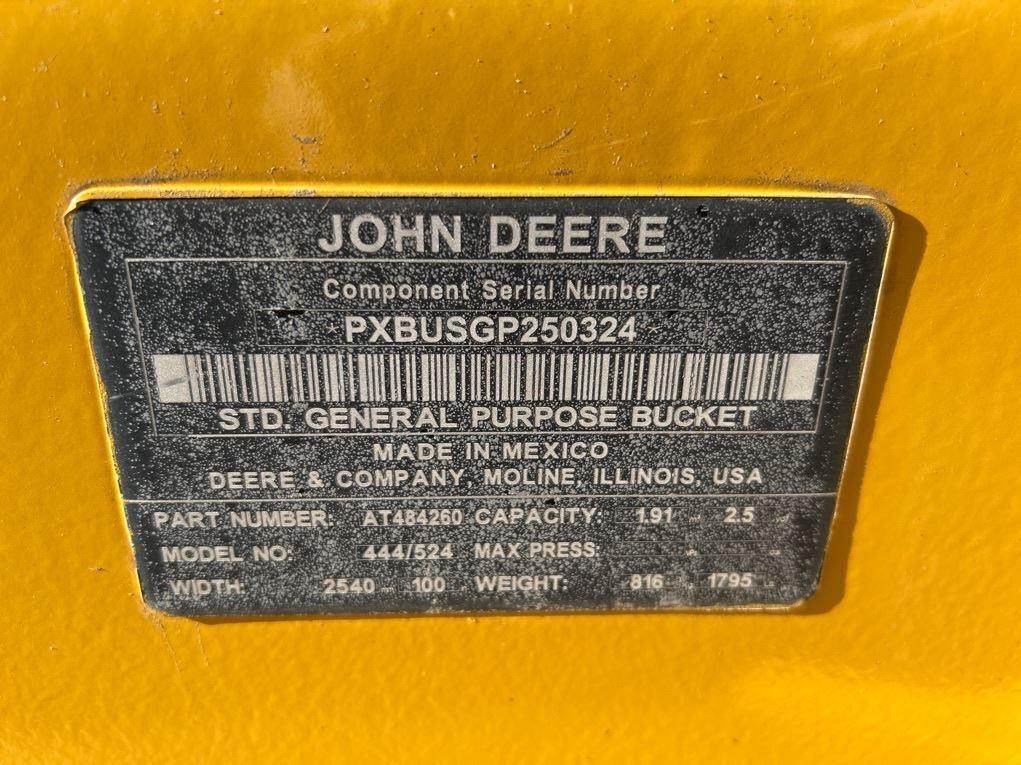 JOHN DEERE
Component Serial Number
*PXBUSGP250324*
STD. GENERAL PURPOSE BUCKET
MADE IN MEXICO
DEERE & COMPANY, MOLINE, ILLINOIS, USA
PART NUMBER: AT484260 CAPACITY: 1.91 2.5
MODEL NO: 444/524 MAX PRESS:
WIDTH: 2540 100 WEIGHT: 816 1795